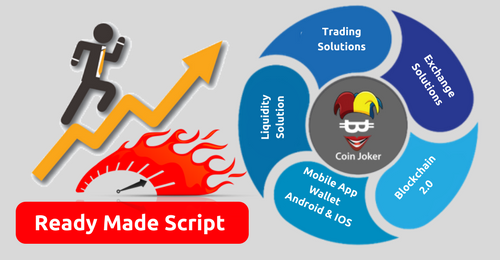 Trading
Solutions
Exchange
Solutions
Liquidity
Solution
Coin Joker
Blockchain
2.0
Mobile App
Wallet
Android & IOS
Ready Made Script